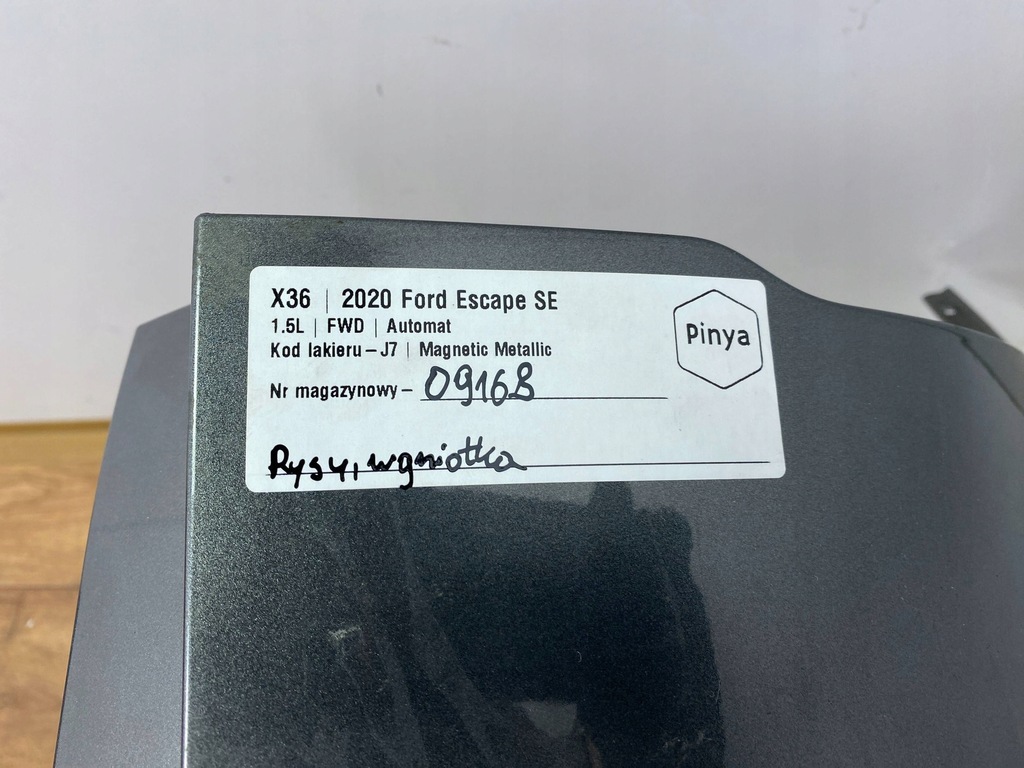 X36 | 2020 Ford Escape SE
1.5L | FWD | Automat
Kod lakieru – J7 | Magnetic Metallic
Nr magazynowy – 09168
Rysy, wgniotka
Pinya